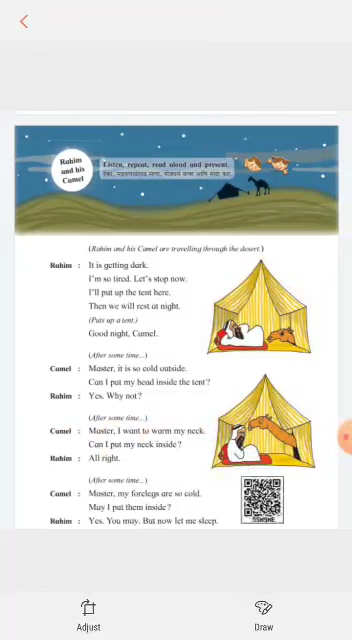 Rahim
and his
Camel
Listen, repeat, read aloud and present.
ऐका, माझ्यापाठोपाठ म्हणा, मोठ्याने वाचा आणि सादर करा.
(Rahim and his Camel are travelling through the desert.)
Rahim : It is getting dark.
I'm so tired. Let's stop now.
I'll put up the tent here.
Then we will rest at night.
(Puts up a tent.)
Good night, Camel.
(After some time...)
Camel : Master, it is so cold outside.
Can I put my head inside the tent?
Rahim : Yes. Why not?
(After some time...)
Camel : Master, I want to warm my neck.
Can I put my neck inside?
Rahim : All right.
(After some time...)
Camel : Master, my forelegs are so cold.
May I put them inside?
Rahim : Yes. You may. But now let me sleep.
Adjust
Draw